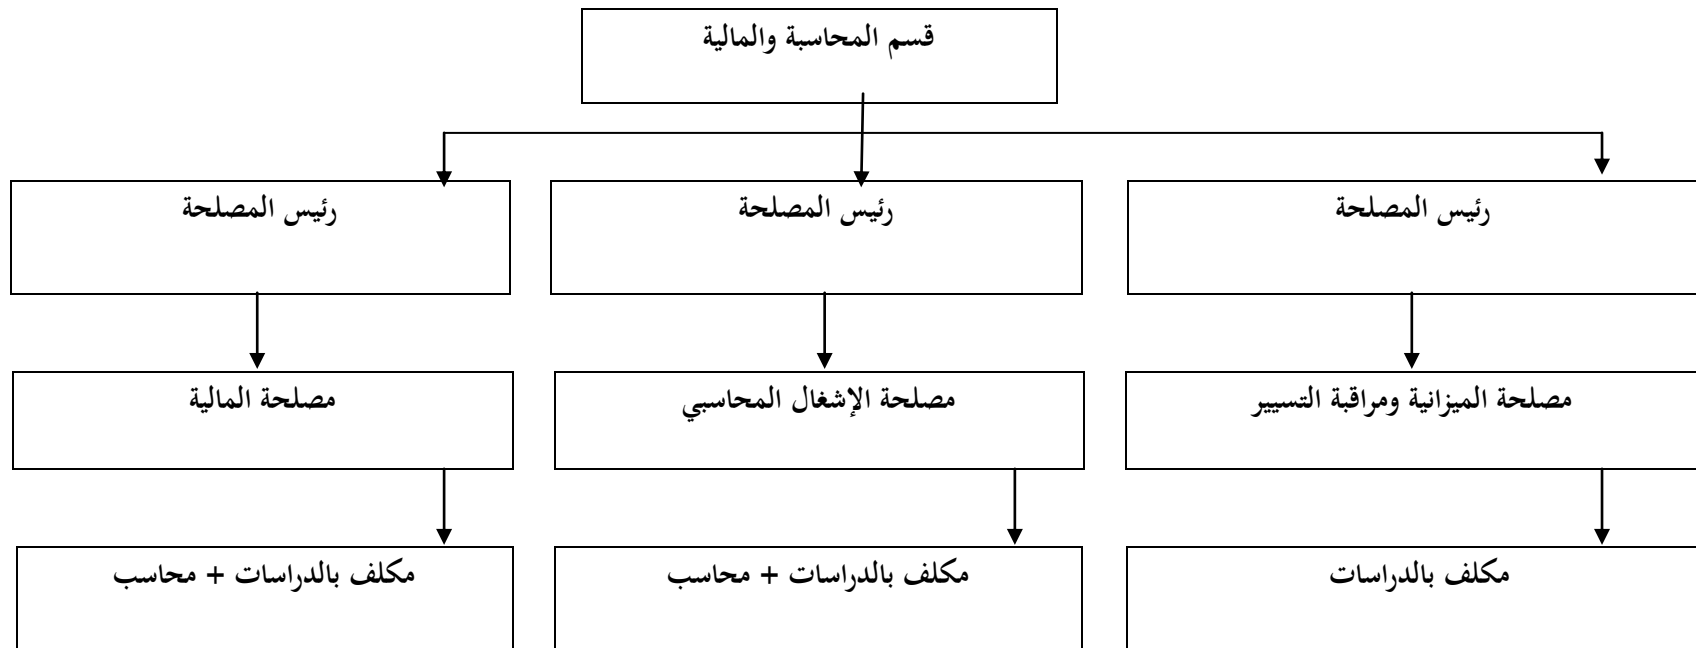 قسم المحاسبة والمالية
رئيس المصلحة
رئيس المصلحة
رئيس المصلحة
مصلحة الميزانية ومراقبة التسيير
مصلحة الإشغال المحاسبي
مصلحة المالية
مكلف بالدراسات
مكلف بالدراسات + محاسب
مكلف بالدراسات + محاسب